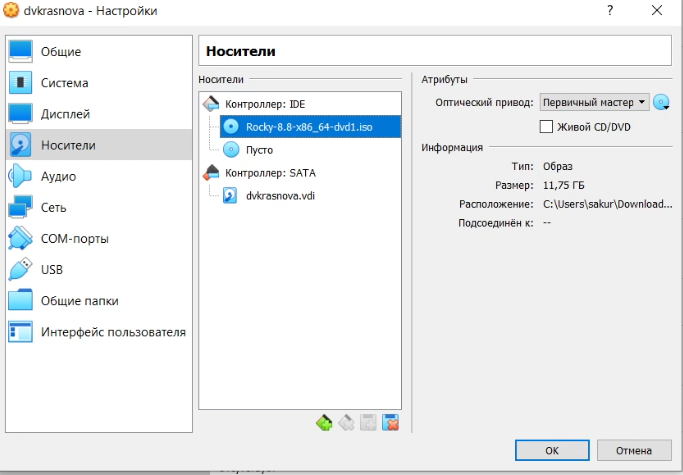 dvkrasnova - Настройки
?
Общие
Система
Дисплей
Носители
Аудио
Сеть
COM-порты
USB
Общие папки
Интерфейс пользователя
Носители
Носители
Контроллер: IDE
Rocky-8.8-x86_64-dvd1.iso
Пусто
Контроллер: SATA
dvkrasnova.vdi
Атрибуты
Оптический привод: Первичный мастер
Живой CD/DVD
Информация
Тип: Образ
Размер: 11,75 ГБ
Расположение: C:\Users\sakur\Download...
Подсоединён к: --
OK Отмена